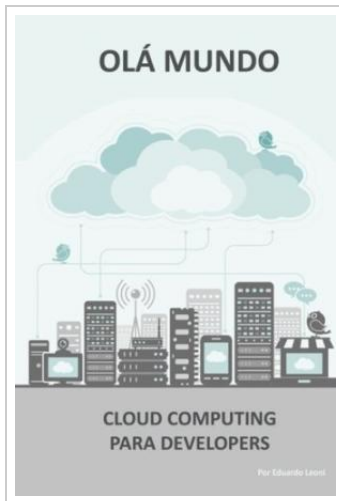 OLÁ MUNDO
CLOUD COMPUTING
PARA DEVELOPERS
Por Eduardo Leoni